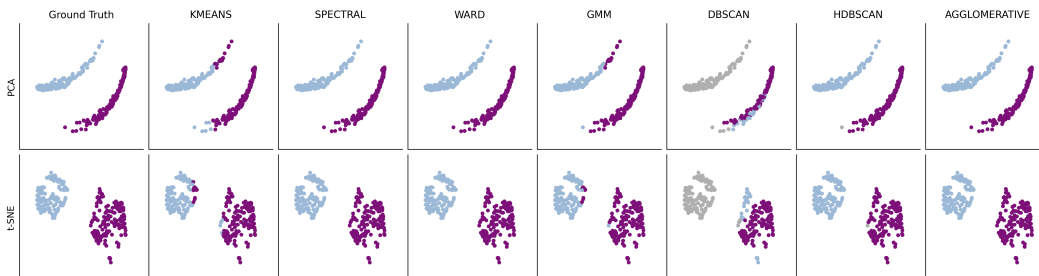 Ground Truth KMEANS SPECTRAL WARD GMM DBSCAN HDBSCAN AGGLOMERATIVE
PCA
t-SNE